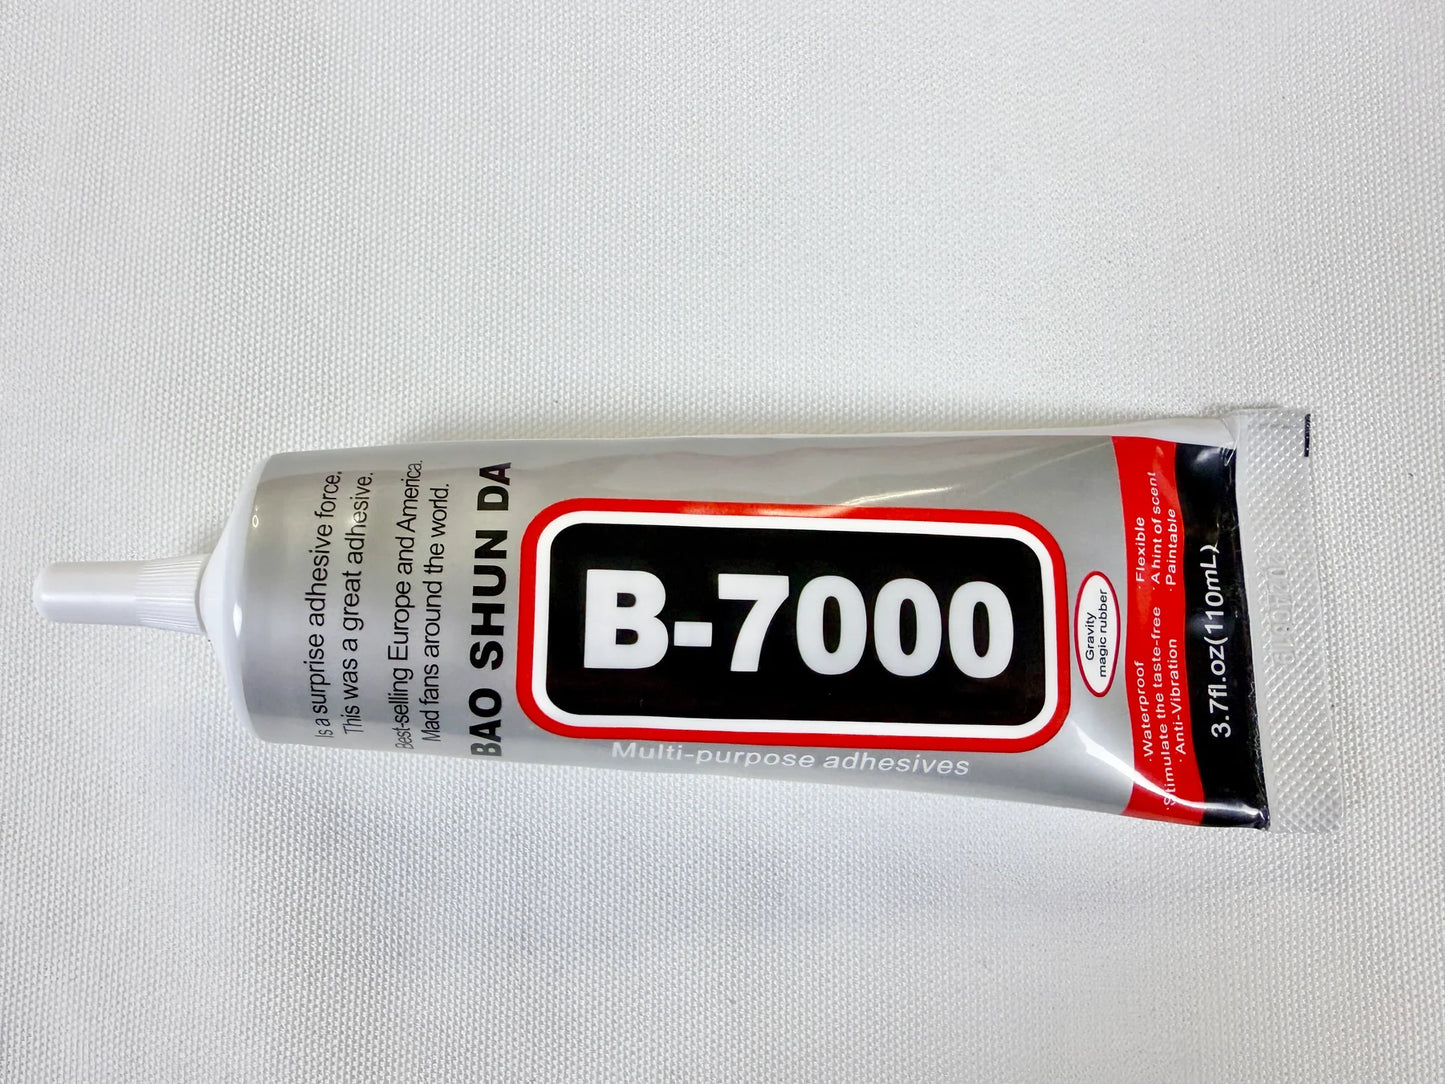 Is a surprise adhesive force,
This was a great adhesive.
Best-selling Europe and America.
Mad fans around the world.
BAO SHUN DA
B-7000
Multi-purpose adhesives
Gravity
magic rubber
·Waterproof
·Flexible
·Stimulate the taste-free
·A hint of scent
·Anti-Vibration
·Paintable
3.7fl.oz(110mL)